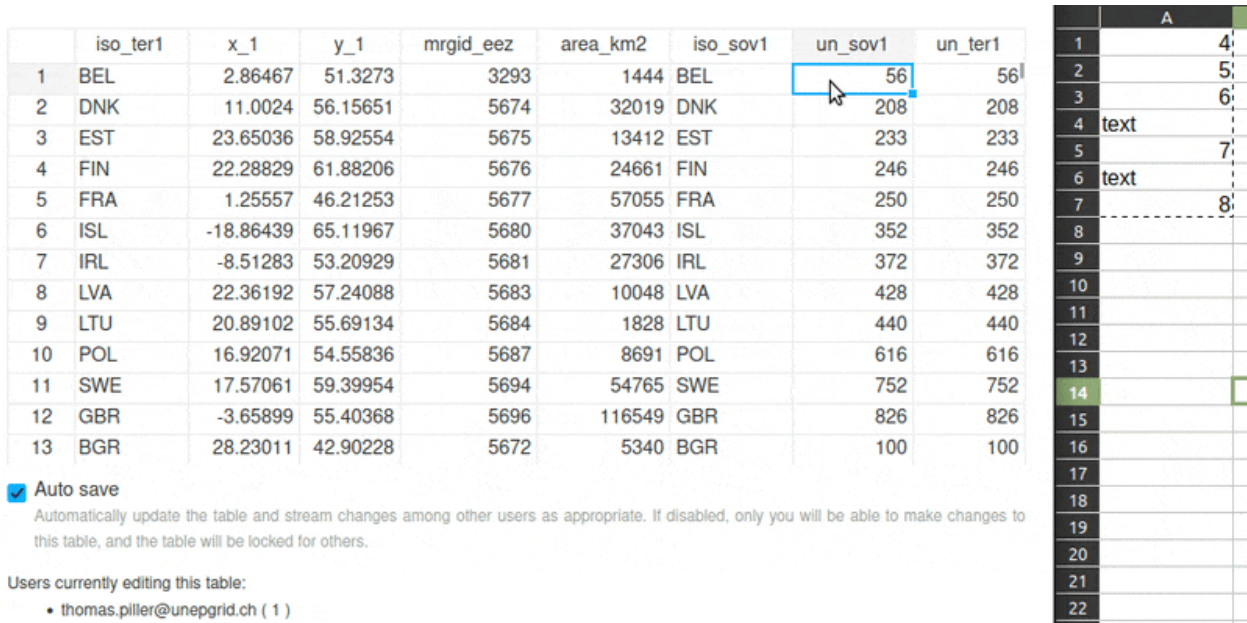 iso_ter1 x_1 y_1 mrgid_eez area_km2 iso_sov1 un_sov1 un_ter1
1 BEL 2.86467 51.3273 3293 1444 BEL 56 56
2 DNK 11.0024 56.15651 5674 32019 DNK 208 208
3 EST 23.65036 58.92554 5675 13412 EST 233 233
4 FIN 22.28829 61.88206 5676 24661 FIN 246 246
5 FRA 1.25557 46.21253 5677 57055 FRA 250 250
6 ISL -18.86439 65.11967 5680 37043 ISL 352 352
7 IRL -8.51283 53.20929 5681 27306 IRL 372 372
8 LVA 22.36192 57.24088 5683 10048 LVA 428 428
9 LTU 20.89102 55.69134 5684 1828 LTU 440 440
10 POL 16.92071 54.55836 5687 8691 POL 616 616
11 SWE 17.57061 59.39954 5694 54765 SWE 752 752
12 GBR -3.65899 55.40368 5696 116549 GBR 826 826
13 BGR 28.23011 42.90228 5672 5340 BGR 100 100
Auto save
Automatically update the table and stream changes among other users as appropriate. If disabled, only you will be able to make changes to
this table, and the table will be locked for others.
Users currently editing this table:
• thomas.piller@unepgrid.ch ( 1 )
A
1 4
2 5
3 6
4 text
5 7
6 text
7 8
8
9
10
11
12
13
14
15
16
17
18
19
20
21
22